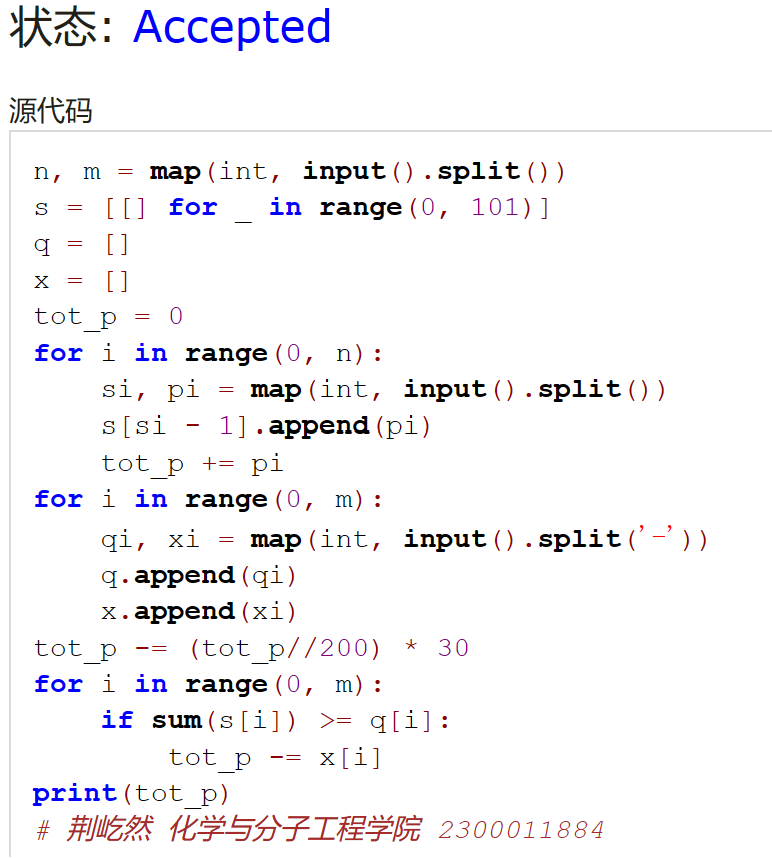 状态: Accepted
源代码
n, m = map(int, input().split())
s = [[] for _ in range(0, 101)]
q = []
x = []
tot_p = 0
for i in range(0, n):
    si, pi = map(int, input().split())
    s[si - 1].append(pi)
    tot_p += pi
for i in range(0, m):
    qi, xi = map(int, input().split('-'))
    q.append(qi)
    x.append(xi)
tot_p -= (tot_p//200) * 30
for i in range(0, m):
    if sum(s[i]) >= q[i]:
        tot_p -= x[i]
print(tot_p)
# 荆屹然 化学与分子工程学院 2300011884